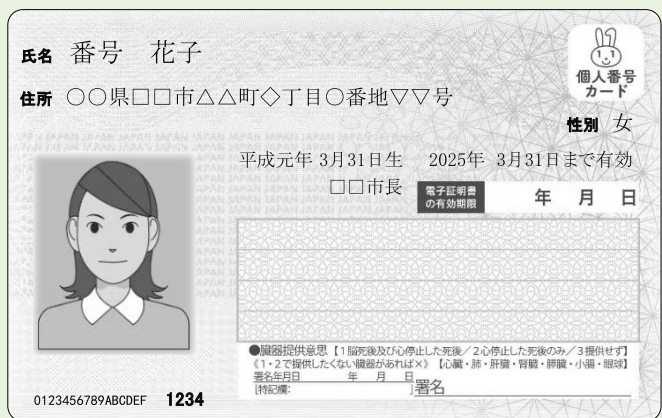 氏名 番号 花子
個人番号
カード
住所 〇〇県□□市△△町◇丁目〇番地▽▽号
性別 女
平成元年 3月31日生 2025年 3月31日まで有効
□□市長
電子証明書
の有効期限
年 月 日
●臓器提供意思【1脳死後及び心停止した死後/2心停止した死後のみ/3提供せず】
《1・2で提供したくない臓器があれば×》【心臓・肺・肝臓・腎臓・膵臓・小腸・眼球】
署名年月日 年 月 日
[特記欄: ]署名
0123456789ABCDEF 1234